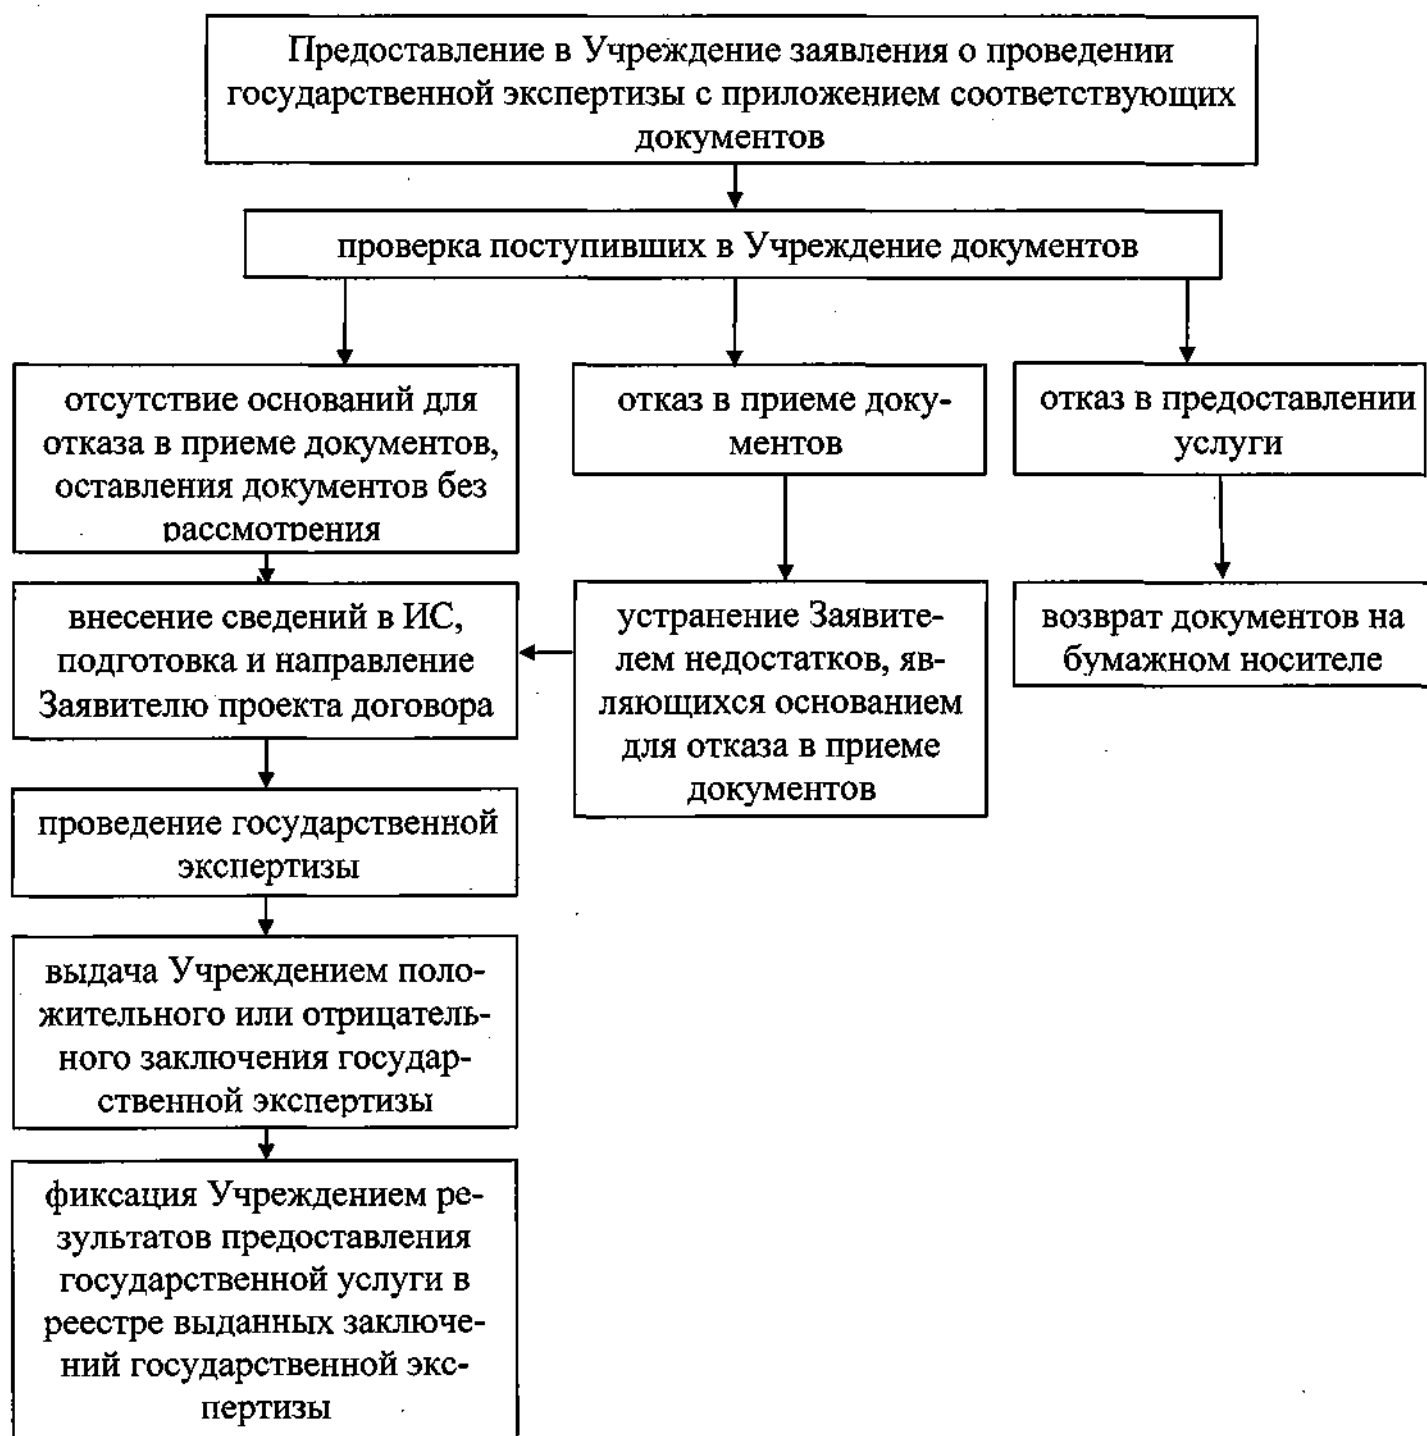 Предоставление в Учреждение заявления о проведении
государственной экспертизы с приложением соответствующих
документов
проверка поступивших в Учреждение документов
отсутствие оснований для
отказа в приеме документов,
оставления документов без
рассмотрения
отказ в приеме доку-
ментов
отказ в предоставлении
услуги
внесение сведений в ИС,
подготовка и направление
Заявителю проекта договора
устранение Заявите-
лем недостатков, яв-
ляющихся основанием
для отказа в приеме
документов
возврат документов на
бумажном носителе
проведение государственной
экспертизы
выдача Учреждением поло-
жительного или отрицатель-
ного заключения государ-
ственной экспертизы
фиксация Учреждением ре-
зультатов предоставления
государственной услуги в
реестре выданных заключе-
ний государственной экс-
пертизы